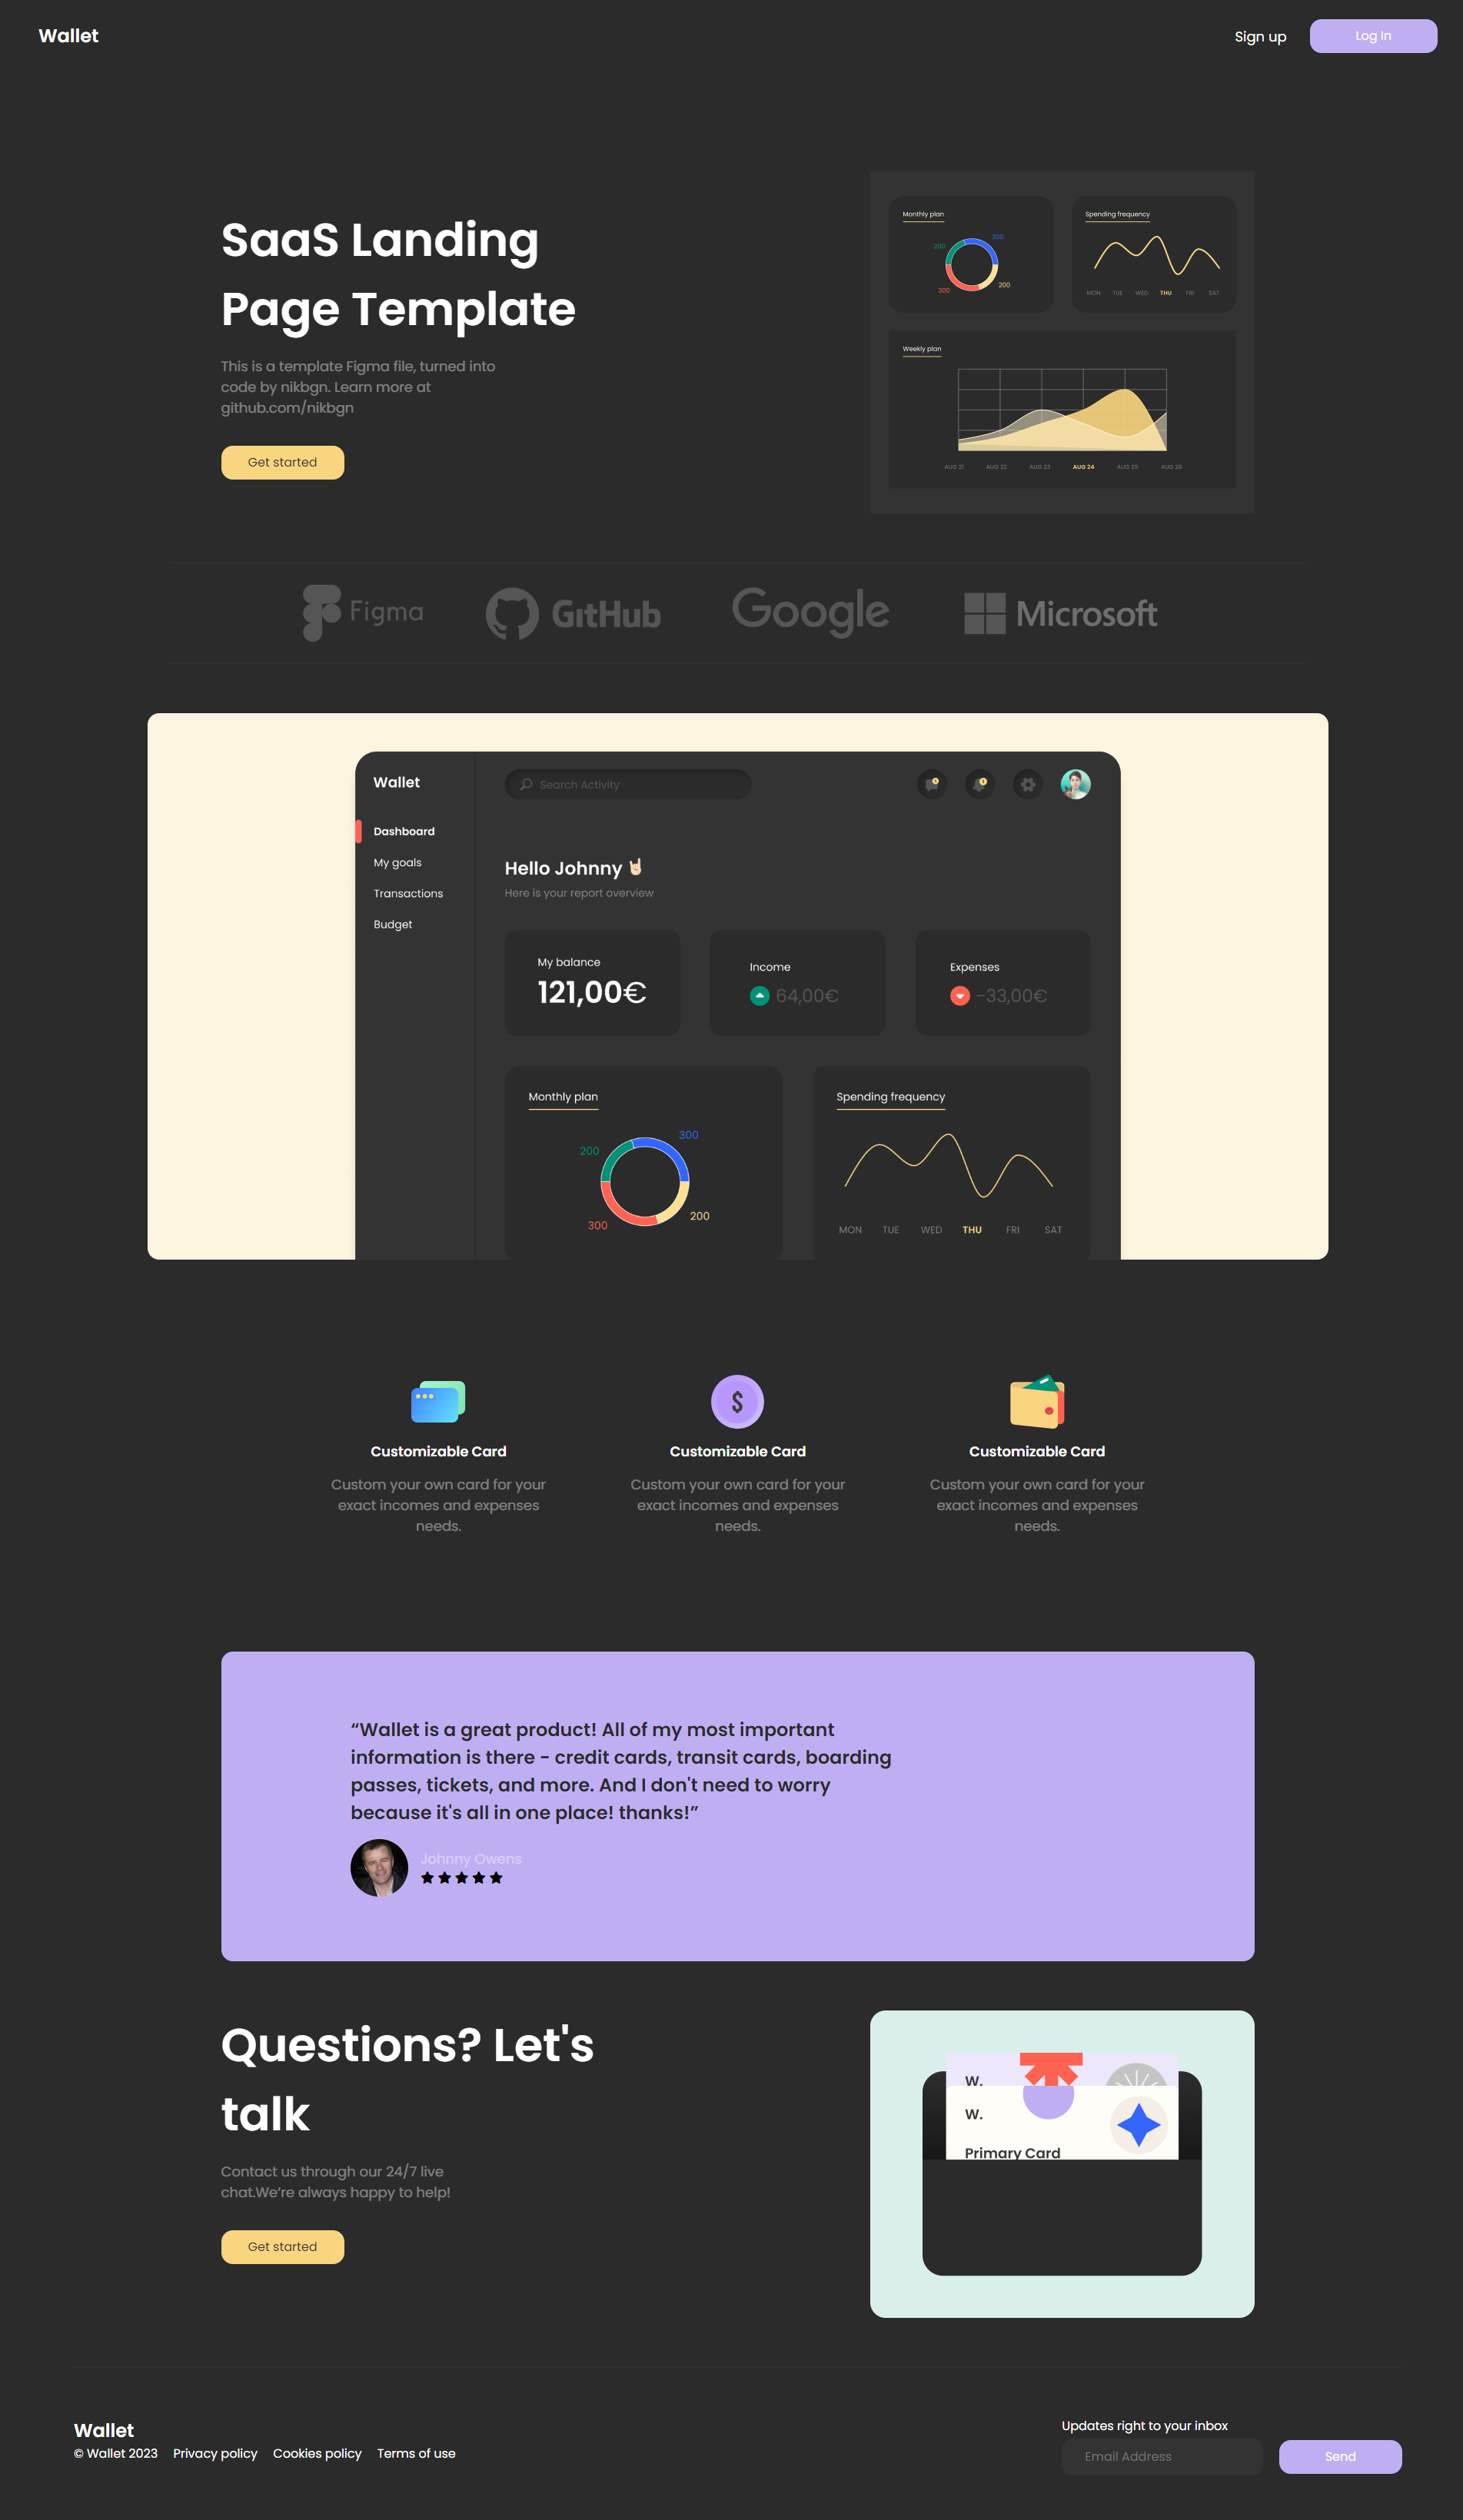 Wallet
Sign up
Log In
SaaS Landing
Page Template
This is a template Figma file, turned into
code by nikbgn. Learn more at
github.com/nikbgn
Get started
Monthly plan
300
200
300
200
Spending frequency
MON TUE WED THU FRI SAT
Weekly plan
AUG 21 AUG 22 AUG 23 AUG 24 AUG 25 AUG 26
Figma
GitHub
Google
Microsoft
Wallet
Search Activity
1
1
Dashboard
My goals
Transactions
Budget
Hello Johnny 🤘🏻
Here is your report overview
My balance
121,00€
Income
64,00€
Expenses
-33,00€
Monthly plan
300
200
300
200
Spending frequency
MON TUE WED THU FRI SAT
$
Customizable Card
Custom your own card for your
exact incomes and expenses
needs.
Customizable Card
Custom your own card for your
exact incomes and expenses
needs.
Customizable Card
Custom your own card for your
exact incomes and expenses
needs.
“Wallet is a great product! All of my most important
information is there - credit cards, transit cards, boarding
passes, tickets, and more. And I don't need to worry
because it's all in one place! thanks!”
Johnny Owens
Questions? Let's
talk
Contact us through our 24/7 live
chat.We’re always happy to help!
Get started
W.
W.
Primary Card
Wallet
© Wallet 2023 Privacy policy Cookies policy Terms of use
Updates right to your inbox
Email Address
Send